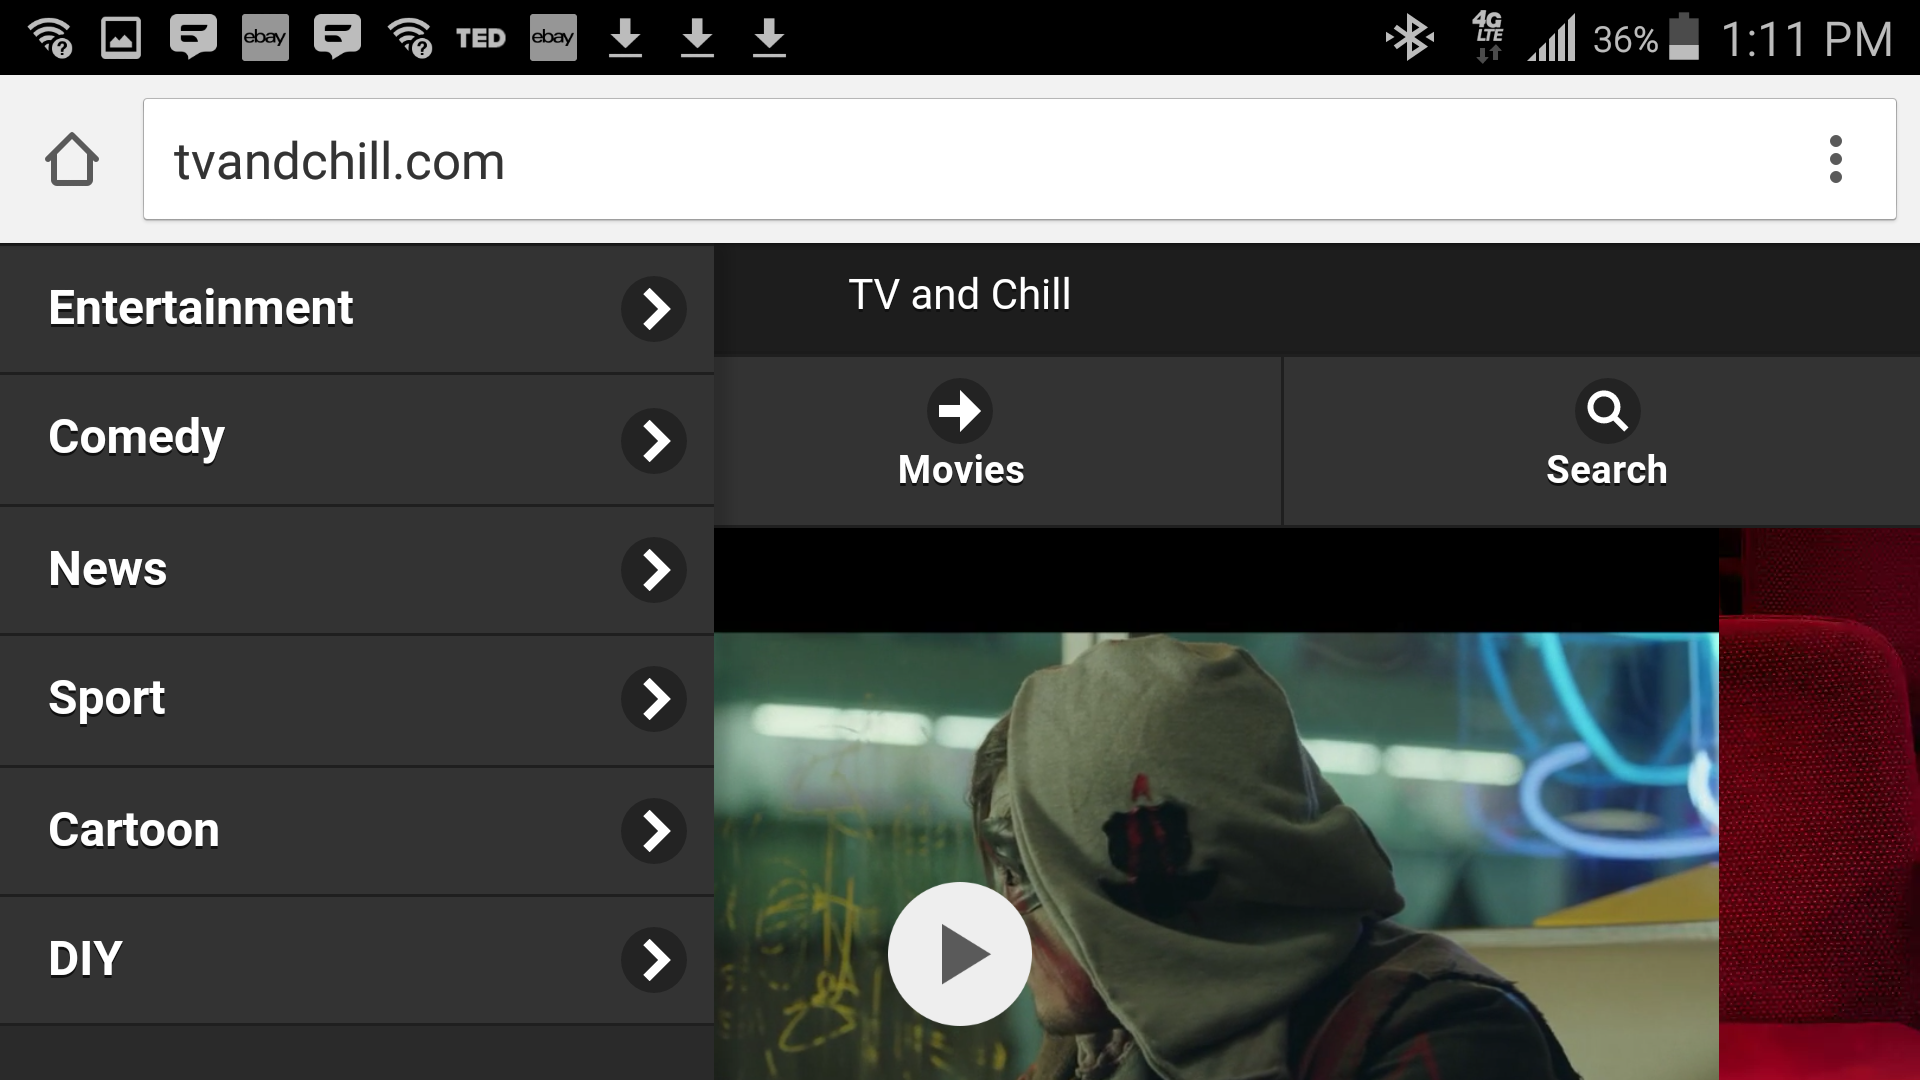 ebay TED ebay 4G LTE 36% 1:11 PM
tvandchill.com
TV and Chill
Movies
Search
Entertainment
Comedy
News
Sport
Cartoon
DIY